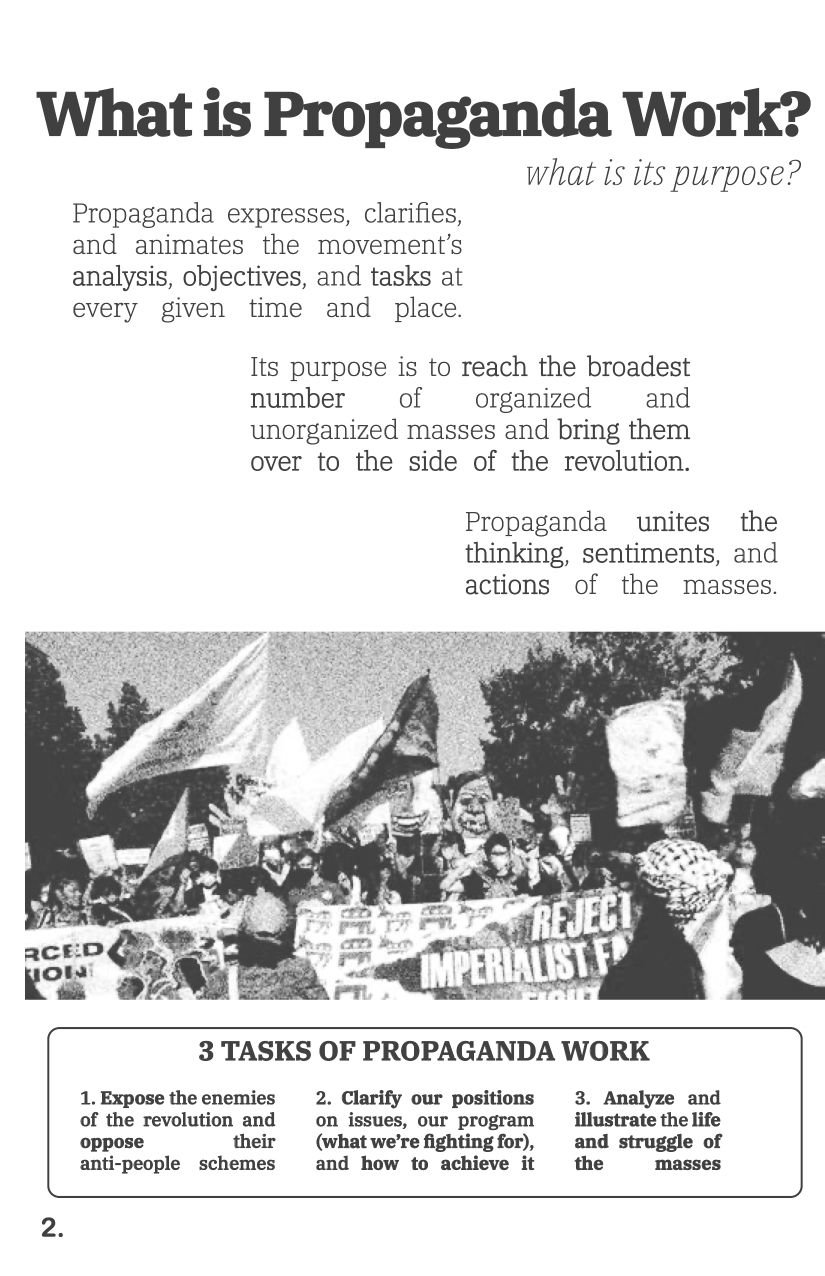 What is Propaganda Work?
what is its purpose?
Propaganda expresses, clarifies,
and animates the movement’s
analysis, objectives, and tasks at
every given time and place.
Its purpose is to reach the broadest
number of organized and
unorganized masses and bring them
over to the side of the revolution.
Propaganda unites the
thinking, sentiments, and
actions of the masses.
REJECT
IMPERIALIST
3 TASKS OF PROPAGANDA WORK
1. Expose the enemies
of the revolution and
oppose their
anti-people schemes
2. Clarify our positions
on issues, our program
(what we’re fighting for),
and how to achieve it
3. Analyze and
illustrate the life
and struggle of
the masses
2.